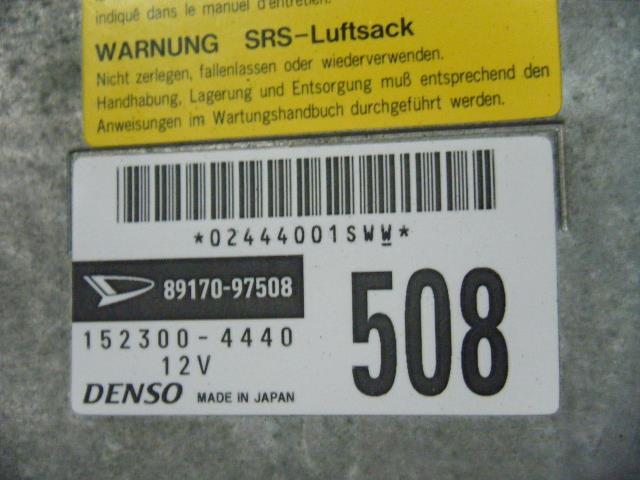 indiqué dans le manuel d'entretien.
WARNUNG SRS-Luftsack
Nicht zerlegen, fallenlassen oder wiederverwenden.
Handhabung, Lagerung und Entsorgung muß entsprechend den
Anweisungen im Wartungshandbuch durchgeführt werden.
*02444001SWW*
89170-97508
508
152300-4440
12V
DENSO MADE IN JAPAN